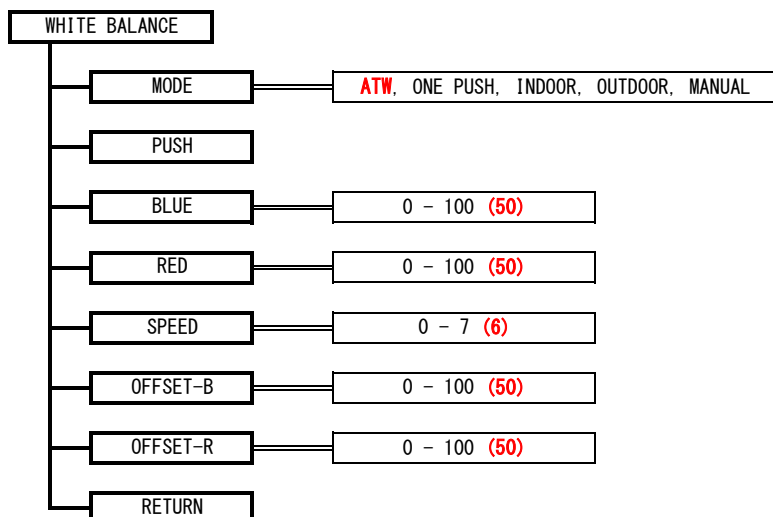 WHITE BALANCE
MODE ATW, ONE PUSH, INDOOR, OUTDOOR, MANUAL
PUSH
BLUE 0 - 100 (50)
RED 0 - 100 (50)
SPEED 0 - 7 (6)
OFFSET-B 0 - 100 (50)
OFFSET-R 0 - 100 (50)
RETURN